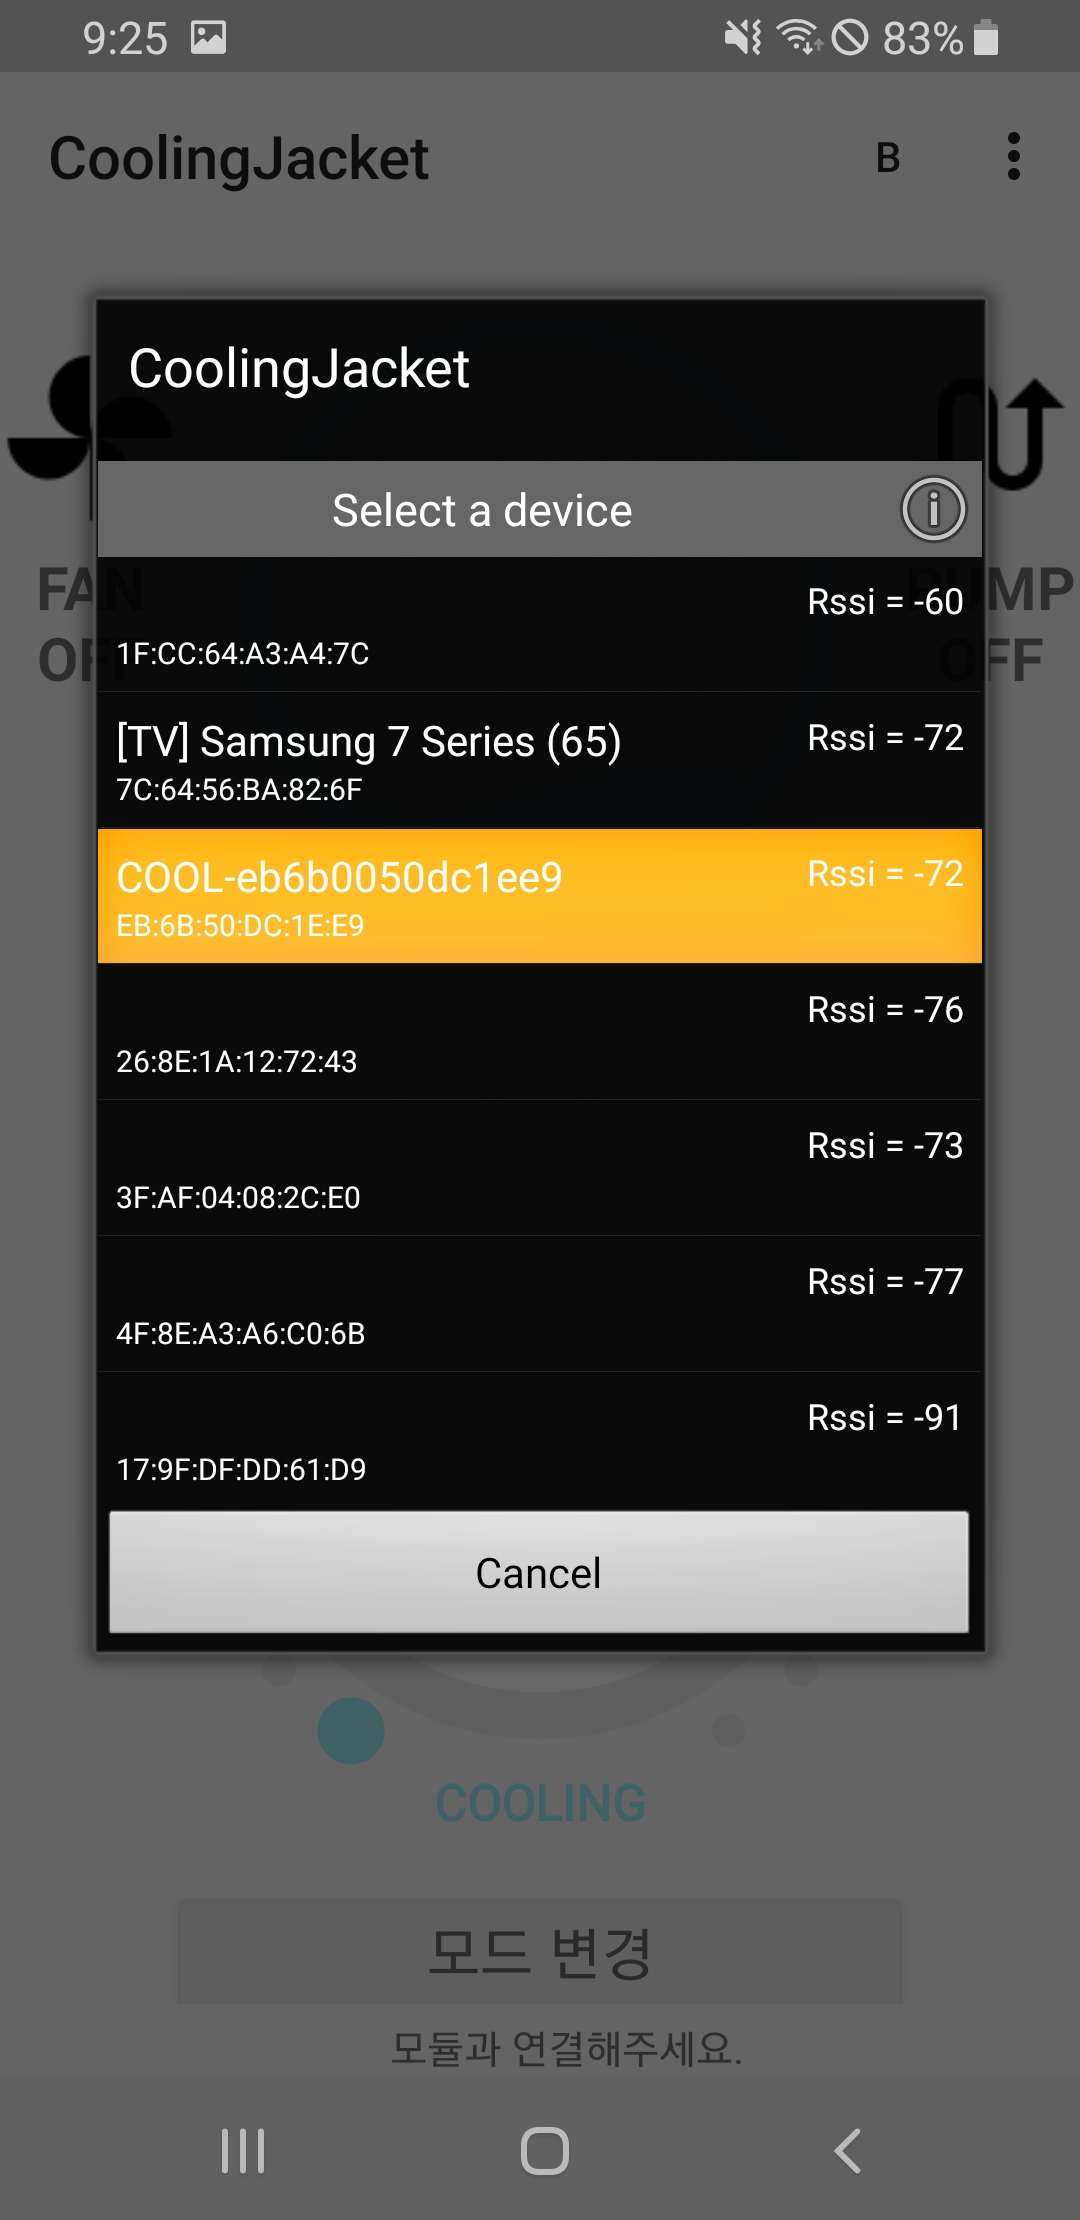 9:25
83%
CoolingJacket
B
CoolingJacket
Select a device
FAN
OFF
PUMP
OFF
Rssi = -60
1F:CC:64:A3:A4:7C
[TV] Samsung 7 Series (65)
Rssi = -72
7C:64:56:BA:82:6F
COOL-eb6b0050dc1ee9
Rssi = -72
EB:6B:50:DC:1E:E9
Rssi = -76
26:8E:1A:12:72:43
Rssi = -73
3F:AF:04:08:2C:E0
Rssi = -77
4F:8E:A3:A6:C0:6B
Rssi = -91
17:9F:DF:DD:61:D9
Cancel
COOLING
모드 변경
모듈과 연결해주세요.